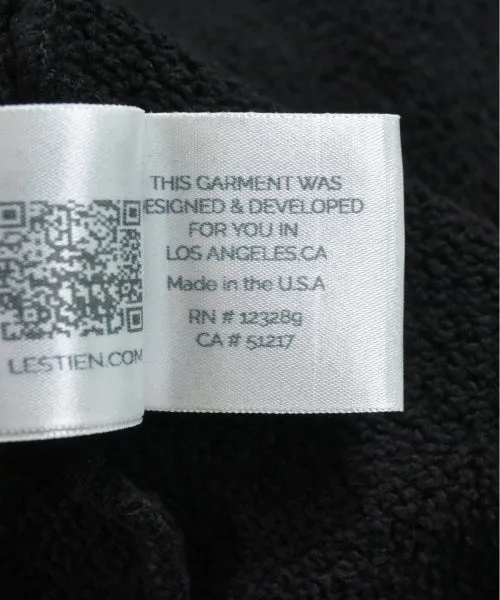 THIS GARMENT WAS
ESIGNED & DEVELOPED
FOR YOU IN
LOS ANGELES.CA
Made in the U.S.A
RN # 123289
CA # 51217
LESTIEN.COM